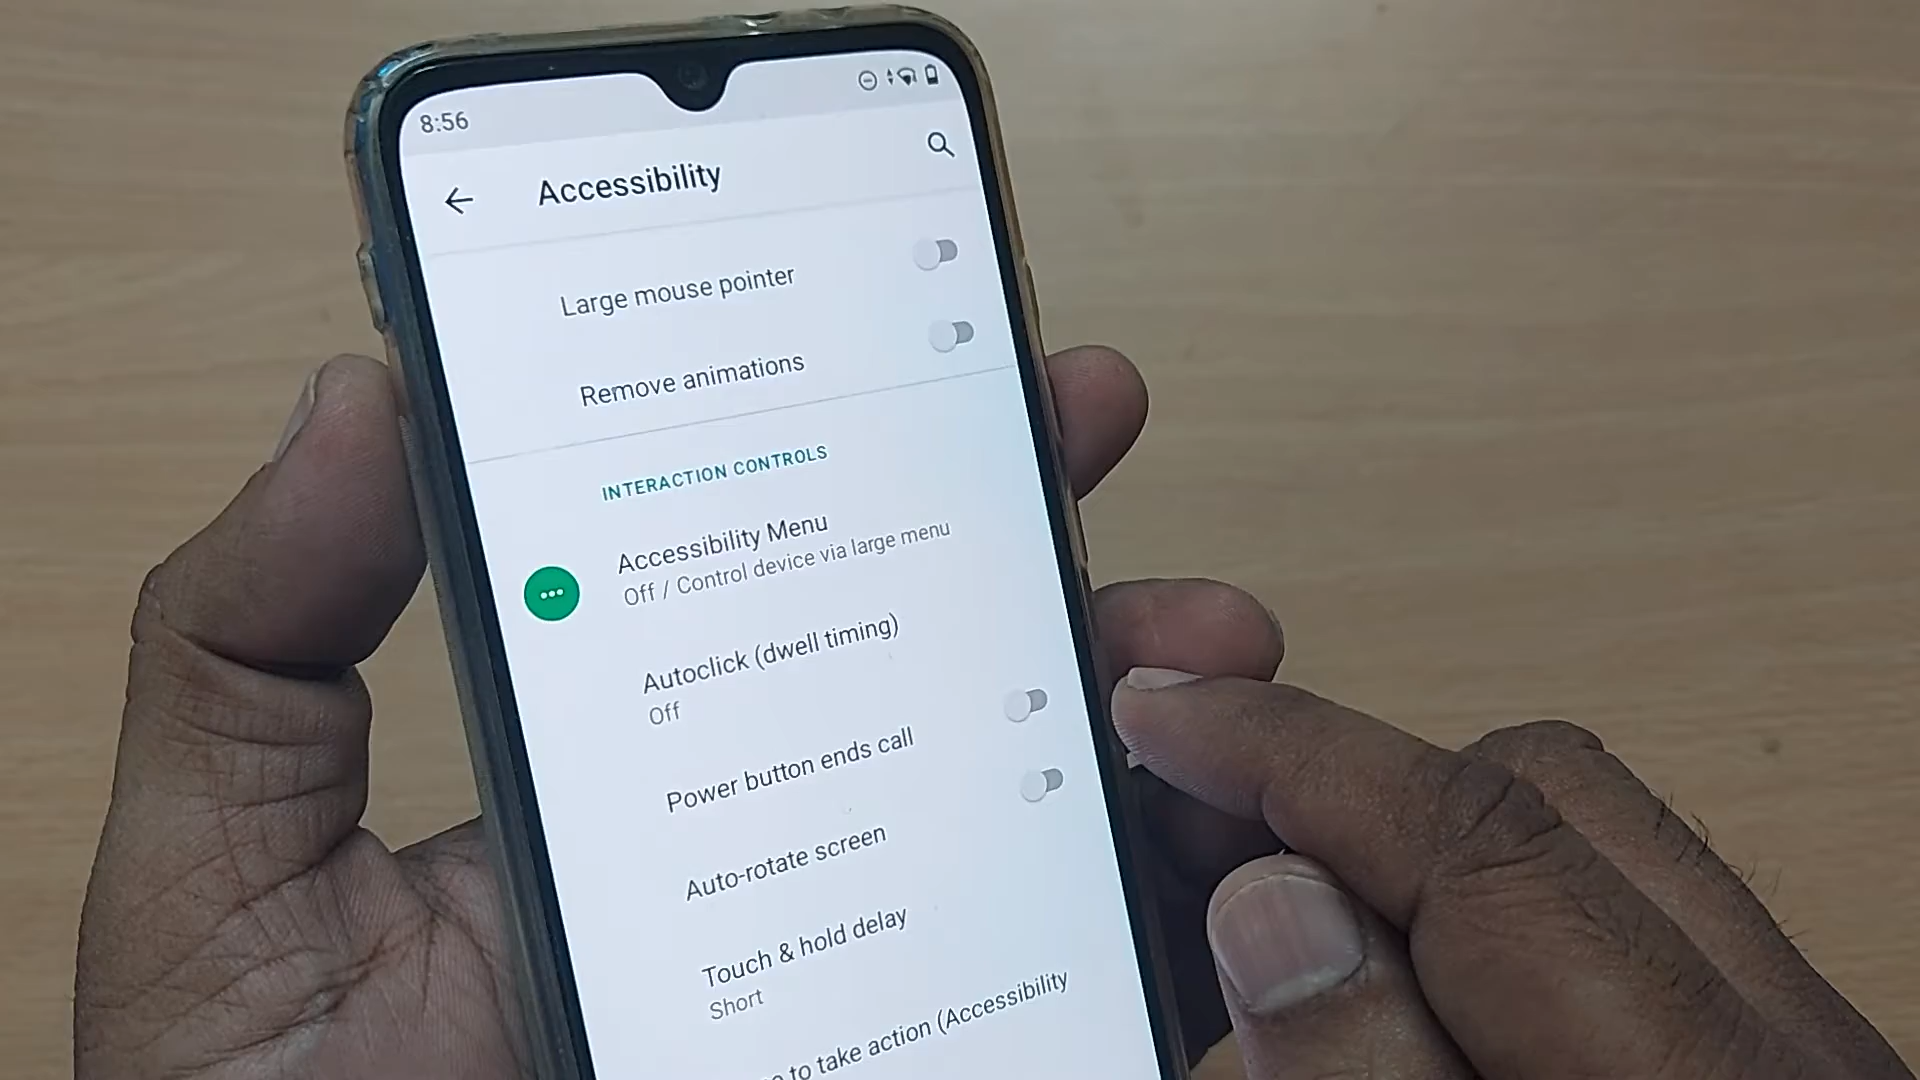 8:56
Accessibility
Large mouse pointer
Remove animations
INTERACTION CONTROLS
Accessibility Menu
Off / Control device via large menu
Autoclick (dwell timing)
Off
Power button ends call
Auto-rotate screen
Touch & hold delay
Short
to take action (Accessibility